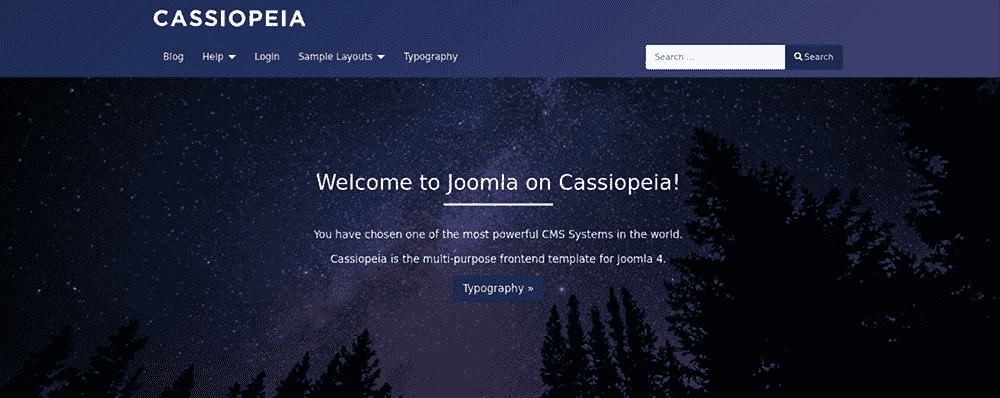 CASSIOPEIA
Blog Help Login Sample Layouts Typography Search ... Search
Welcome to Joomla on Cassiopeia!
You have chosen one of the most powerful CMS Systems in the world.
Cassiopeia is the multi-purpose frontend template for Joomla 4.
Typography »